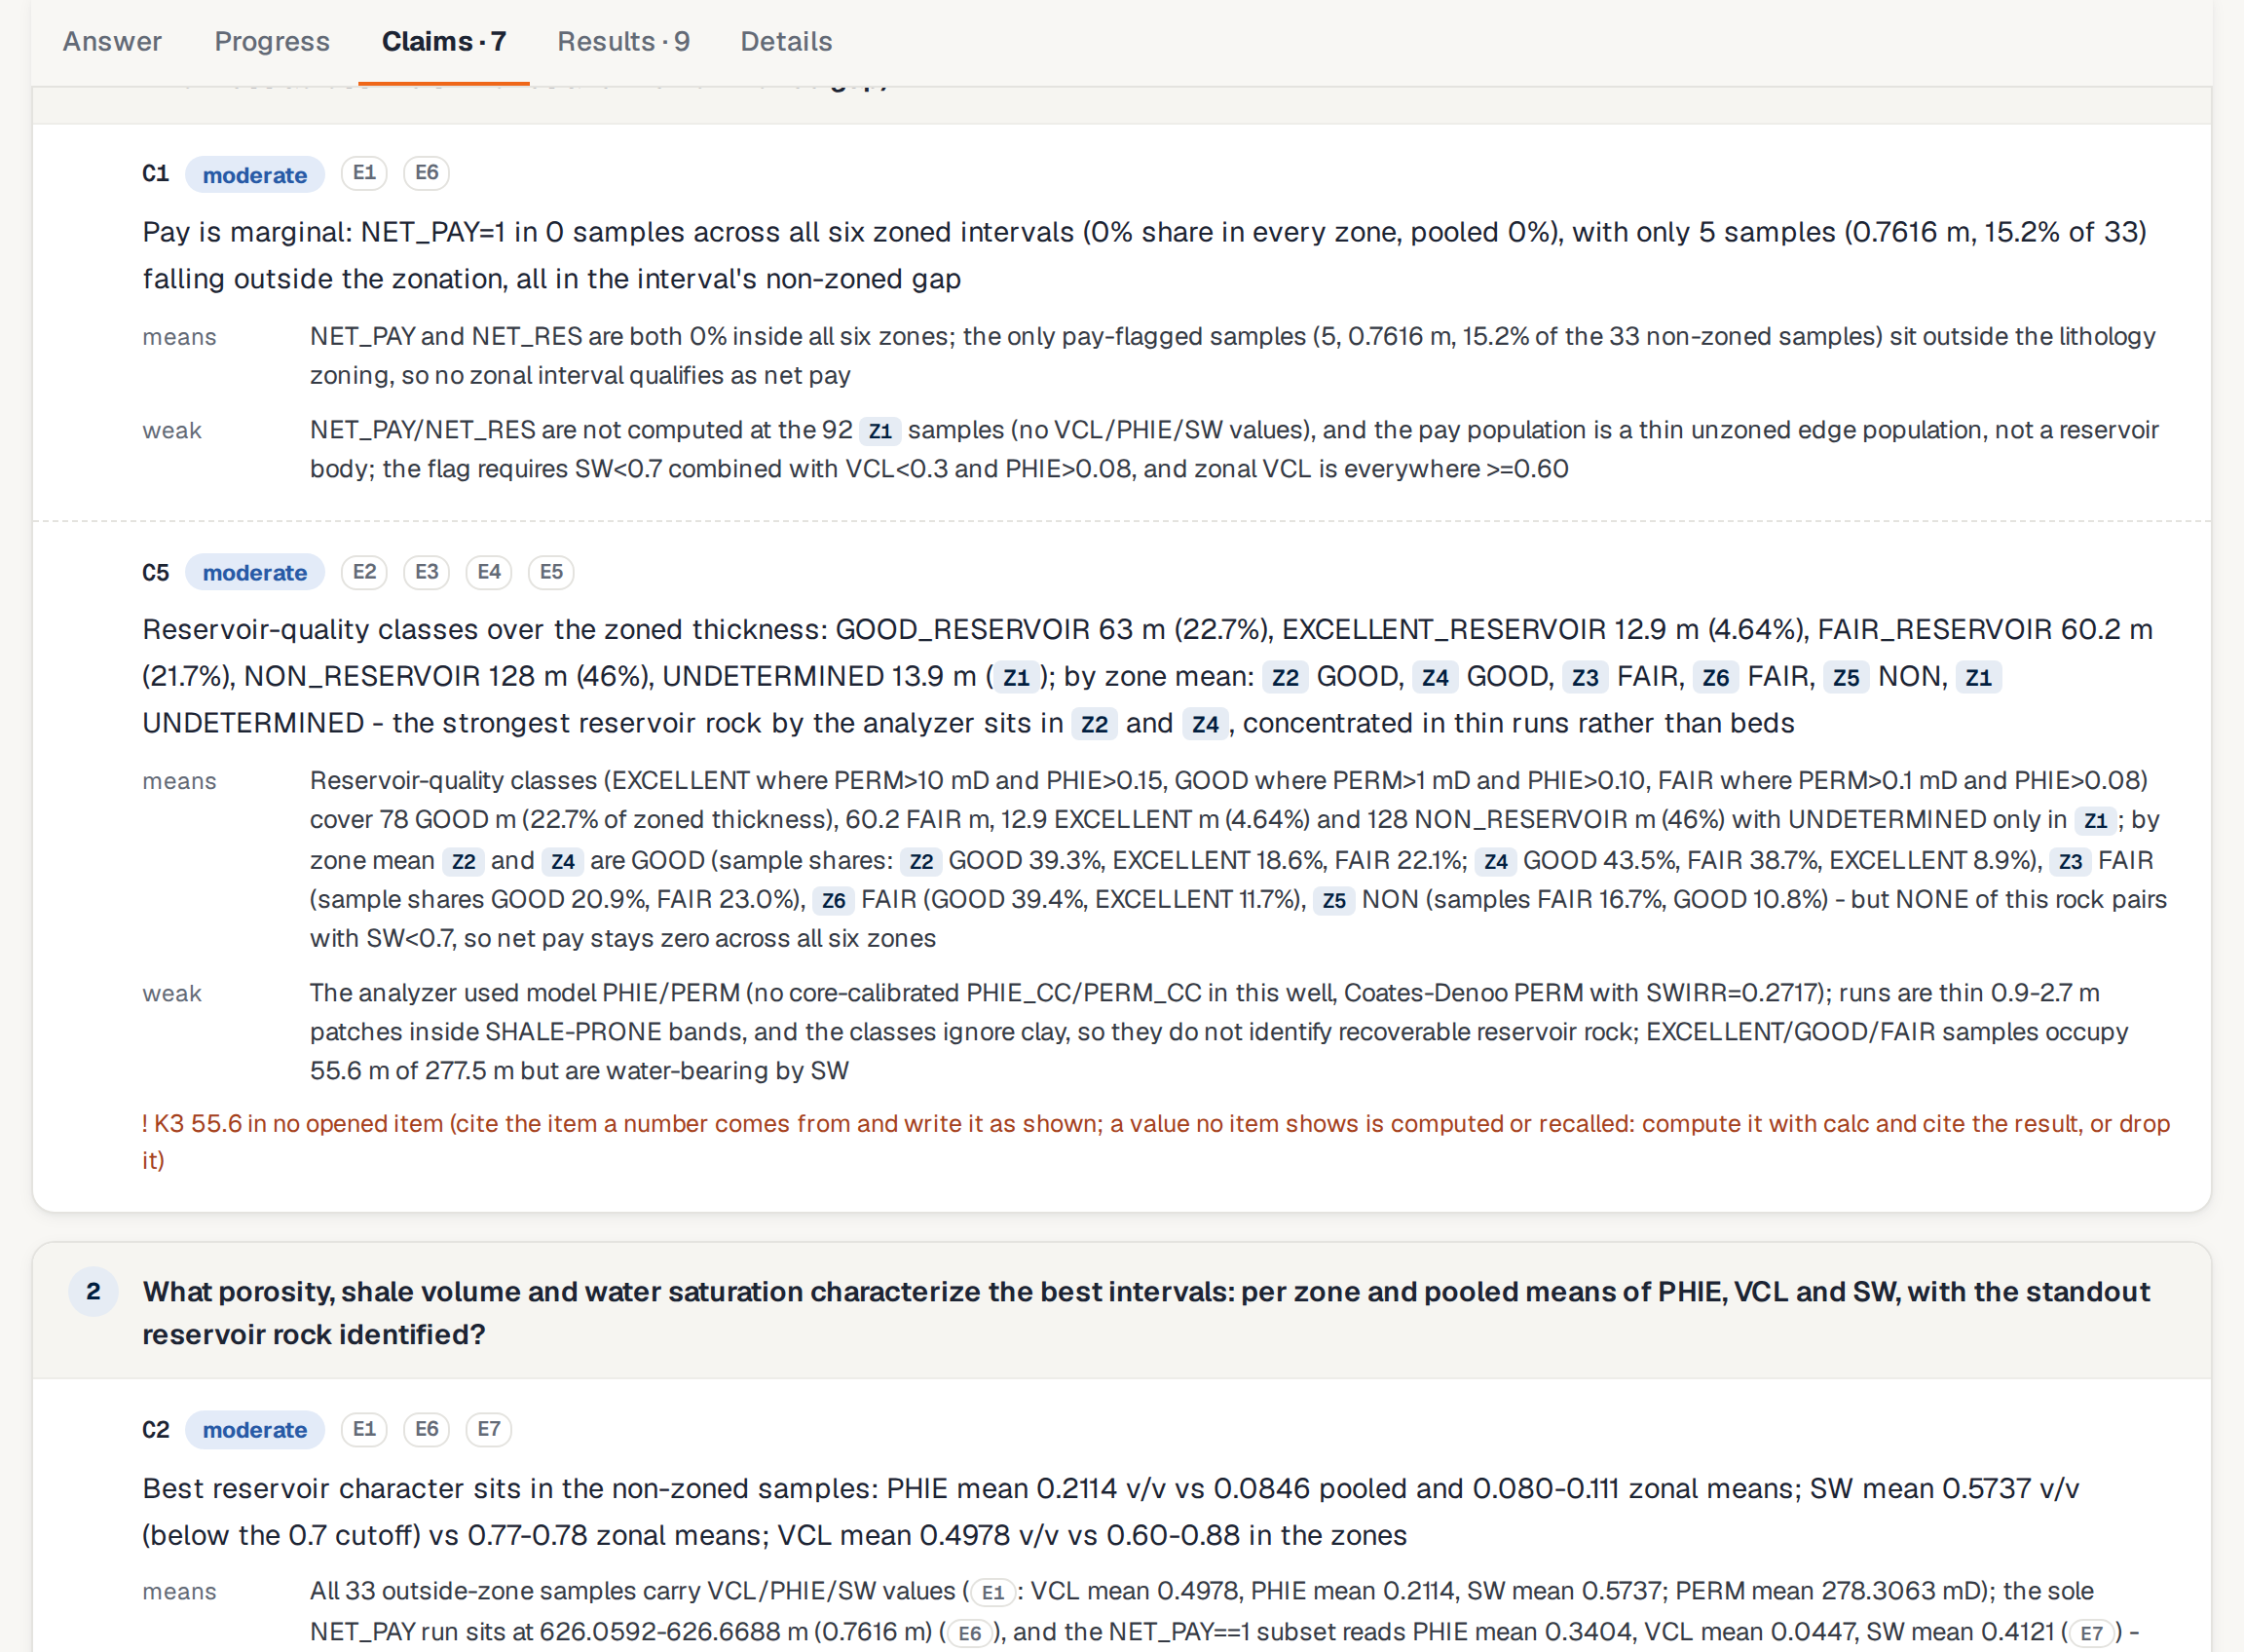 Answer Progress Claims · 7 Results · 9 Details
C1 moderate E1 E6
Pay is marginal: NET_PAY=1 in 0 samples across all six zoned intervals (0% share in every zone, pooled 0%), with only 5 samples (0.7616 m, 15.2% of 33)
falling outside the zonation, all in the interval's non-zoned gap
means NET_PAY and NET_RES are both 0% inside all six zones; the only pay-flagged samples (5, 0.7616 m, 15.2% of the 33 non-zoned samples) sit outside the lithology
zoning, so no zonal interval qualifies as net pay
weak NET_PAY/NET_RES are not computed at the 92 Z1 samples (no VCL/PHIE/SW values), and the pay population is a thin unzoned edge population, not a reservoir
body; the flag requires SW<0.7 combined with VCL<0.3 and PHIE>0.08, and zonal VCL is everywhere >=0.60
C5 moderate E2 E3 E4 E5
Reservoir-quality classes over the zoned thickness: GOOD_RESERVOIR 63 m (22.7%), EXCELLENT_RESERVOIR 12.9 m (4.64%), FAIR_RESERVOIR 60.2 m
(21.7%), NON_RESERVOIR 128 m (46%), UNDETERMINED 13.9 m (Z1); by zone mean: Z2 GOOD, Z4 GOOD, Z3 FAIR, Z6 FAIR, Z5 NON, Z1
UNDETERMINED - the strongest reservoir rock by the analyzer sits in Z2 and Z4, concentrated in thin runs rather than beds
means Reservoir-quality classes (EXCELLENT where PERM>10 mD and PHIE>0.15, GOOD where PERM>1 mD and PHIE>0.10, FAIR where PERM>0.1 mD and PHIE>0.08)
cover 78 GOOD m (22.7% of zoned thickness), 60.2 FAIR m, 12.9 EXCELLENT m (4.64%) and 128 NON_RESERVOIR m (46%) with UNDETERMINED only in Z1; by
zone mean Z2 and Z4 are GOOD (sample shares: Z2 GOOD 39.3%, EXCELLENT 18.6%, FAIR 22.1%; Z4 GOOD 43.5%, FAIR 38.7%, EXCELLENT 8.9%), Z3 FAIR
(sample shares GOOD 20.9%, FAIR 23.0%), Z6 FAIR (GOOD 39.4%, EXCELLENT 11.7%), Z5 NON (samples FAIR 16.7%, GOOD 10.8%) - but NONE of this rock pairs
with SW<0.7, so net pay stays zero across all six zones
weak The analyzer used model PHIE/PERM (no core-calibrated PHIE_CC/PERM_CC in this well, Coates-Denoo PERM with SWIRR=0.2717); runs are thin 0.9-2.7 m
patches inside SHALE-PRONE bands, and the classes ignore clay, so they do not identify recoverable reservoir rock; EXCELLENT/GOOD/FAIR samples occupy
55.6 m of 277.5 m but are water-bearing by SW
! K3 55.6 in no opened item (cite the item a number comes from and write it as shown; a value no item shows is computed or recalled: compute it with calc and cite the result, or drop
it)
2 What porosity, shale volume and water saturation characterize the best intervals: per zone and pooled means of PHIE, VCL and SW, with the standout
reservoir rock identified?
C2 moderate E1 E6 E7
Best reservoir character sits in the non-zoned samples: PHIE mean 0.2114 v/v vs 0.0846 pooled and 0.080-0.111 zonal means; SW mean 0.5737 v/v
(below the 0.7 cutoff) vs 0.77-0.78 zonal means; VCL mean 0.4978 v/v vs 0.60-0.88 in the zones
means All 33 outside-zone samples carry VCL/PHIE/SW values (E1: VCL mean 0.4978, PHIE mean 0.2114, SW mean 0.5737; PERM mean 278.3063 mD); the sole
NET_PAY run sits at 626.0592-626.6688 m (0.7616 m) (E6), and the NET_PAY==1 subset reads PHIE mean 0.3404, VCL mean 0.0447, SW mean 0.4121 (E7) -